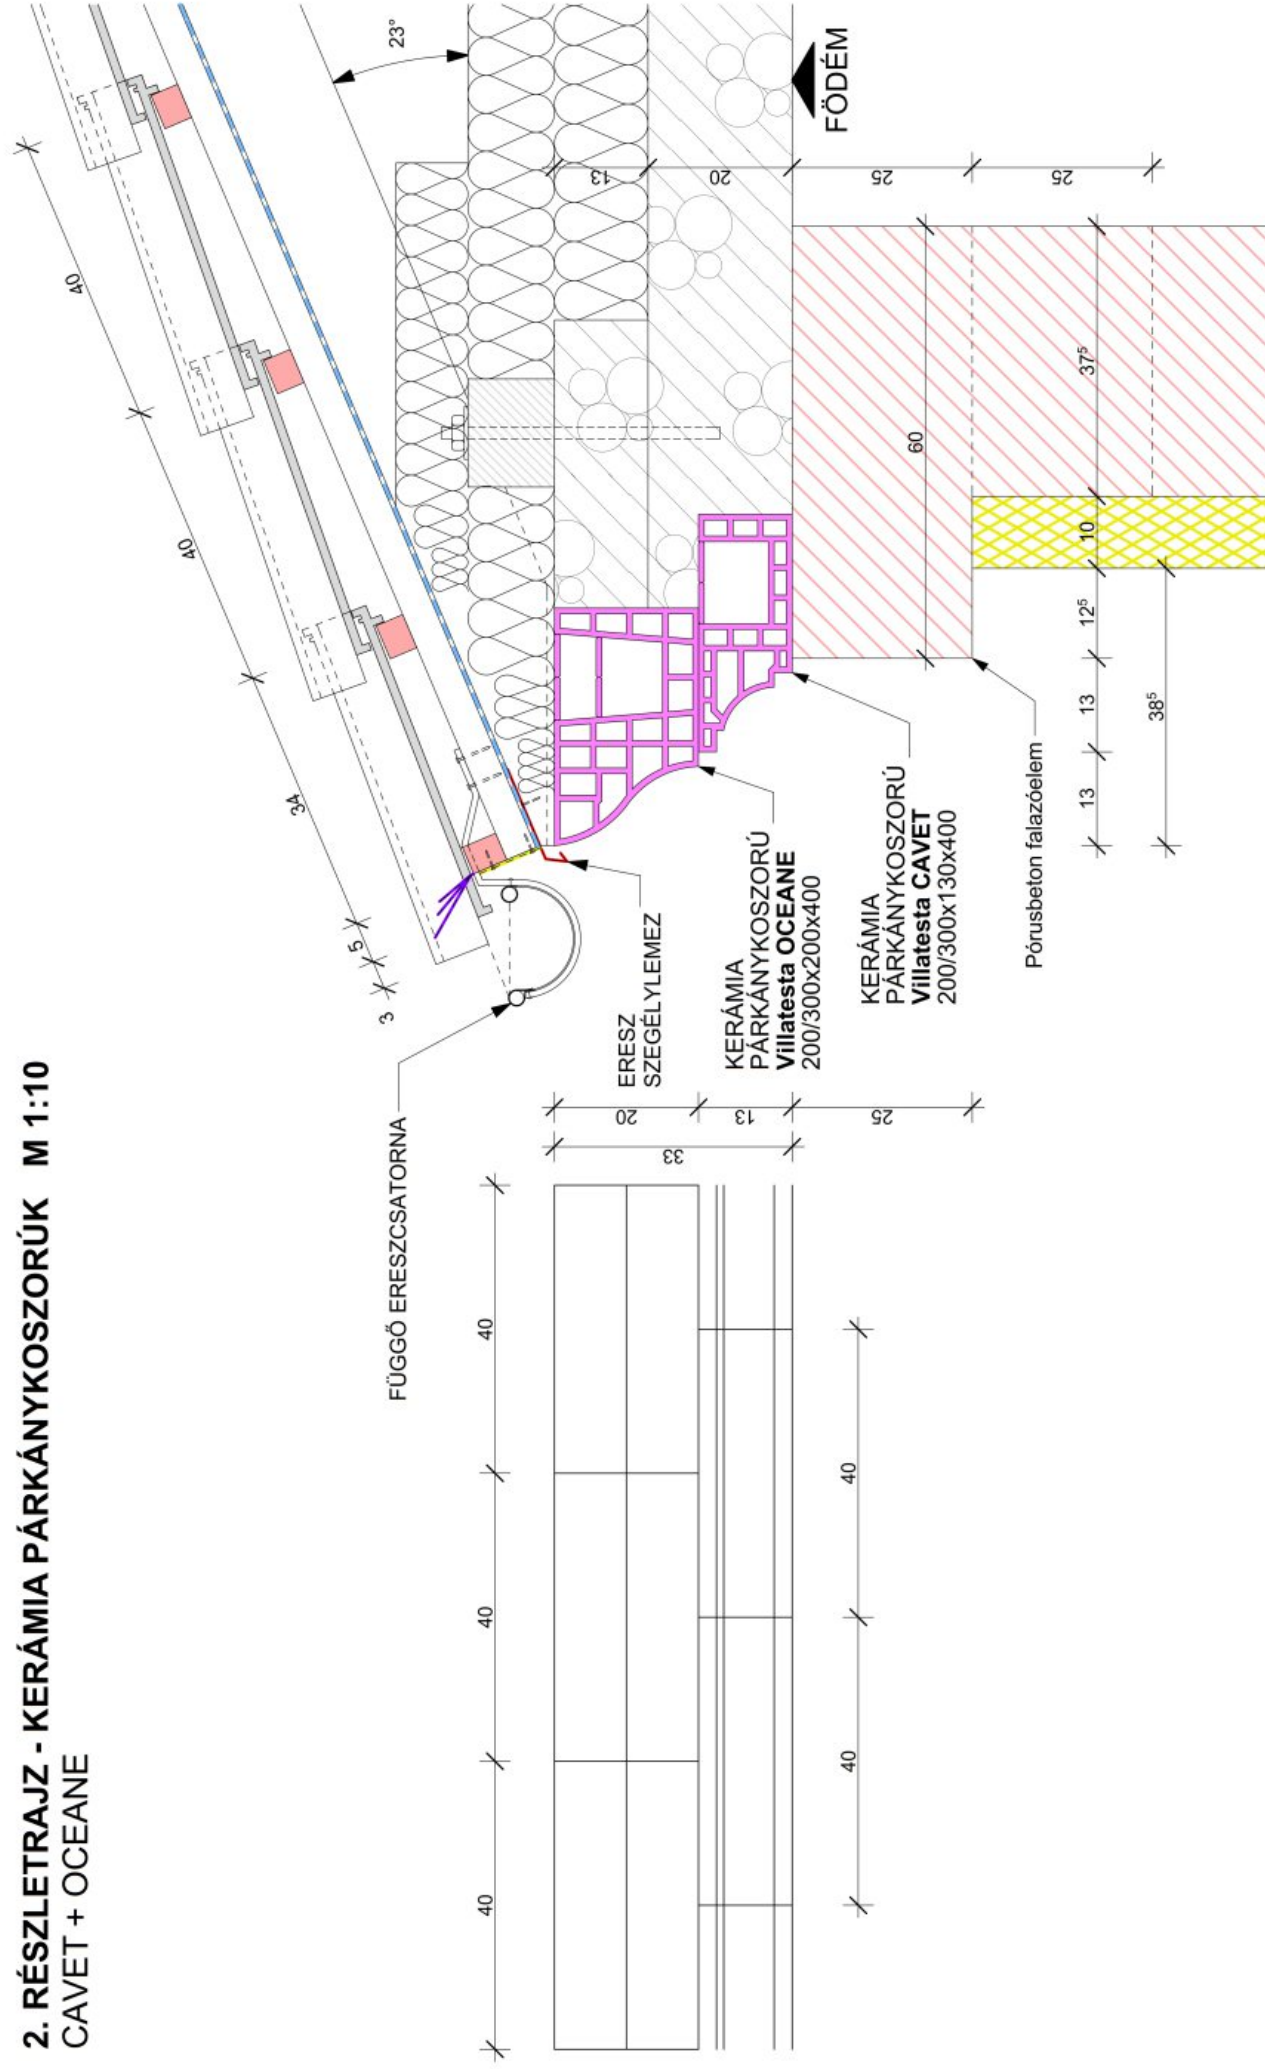 2. RÉSZLETRAJZ - KERÁMIA PÁRKÁNYKOSZORÚK M 1:10
CAVET + OCEANE
3
5
34
40
40
23°
FÜGGŐ ERESZCSATORNA
ERESZ
SZEGÉLYLEMEZ
KERÁMIA
PÁRKÁNYKOSZORÚ
Villatesta OCEANE
200/300x200x400
KERÁMIA
PÁRKÁNYKOSZORÚ
Villatesta CAVET
200/300x130x400
Pórusbeton falazóelem
FÖDÉM
13
20
25
25
60
13
13
12⁵
10
37⁵
38⁵
40
40
40
20
13
25
33
40
40